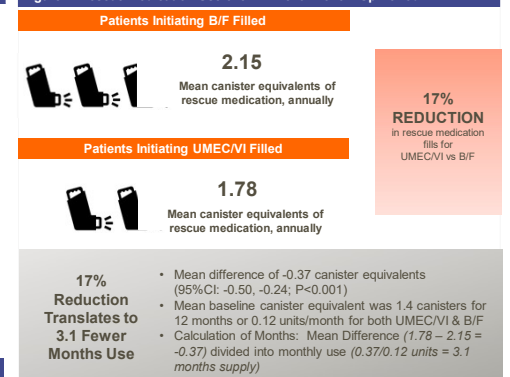 Patients Initiating B/F Filled
2.15
Mean canister equivalents of
rescue medication, annually
17%
REDUCTION
in rescue medication
fills for
UMEC/VI vs B/F
Patients Initiating UMEC/VI Filled
1.78
Mean canister equivalents of
rescue medication, annually
17%
Reduction
Translates to
3.1 Fewer
Months Use
• Mean difference of -0.37 canister equivalents
(95%CI: -0.50, -0.24; P<0.001)
• Mean baseline canister equivalent was 1.4 canisters for
12 months or 0.12 units/month for both UMEC/VI & B/F
• Calculation of Months: Mean Difference (1.78 – 2.15 =
-0.37) divided into monthly use (0.37/0.12 units = 3.1
months supply)